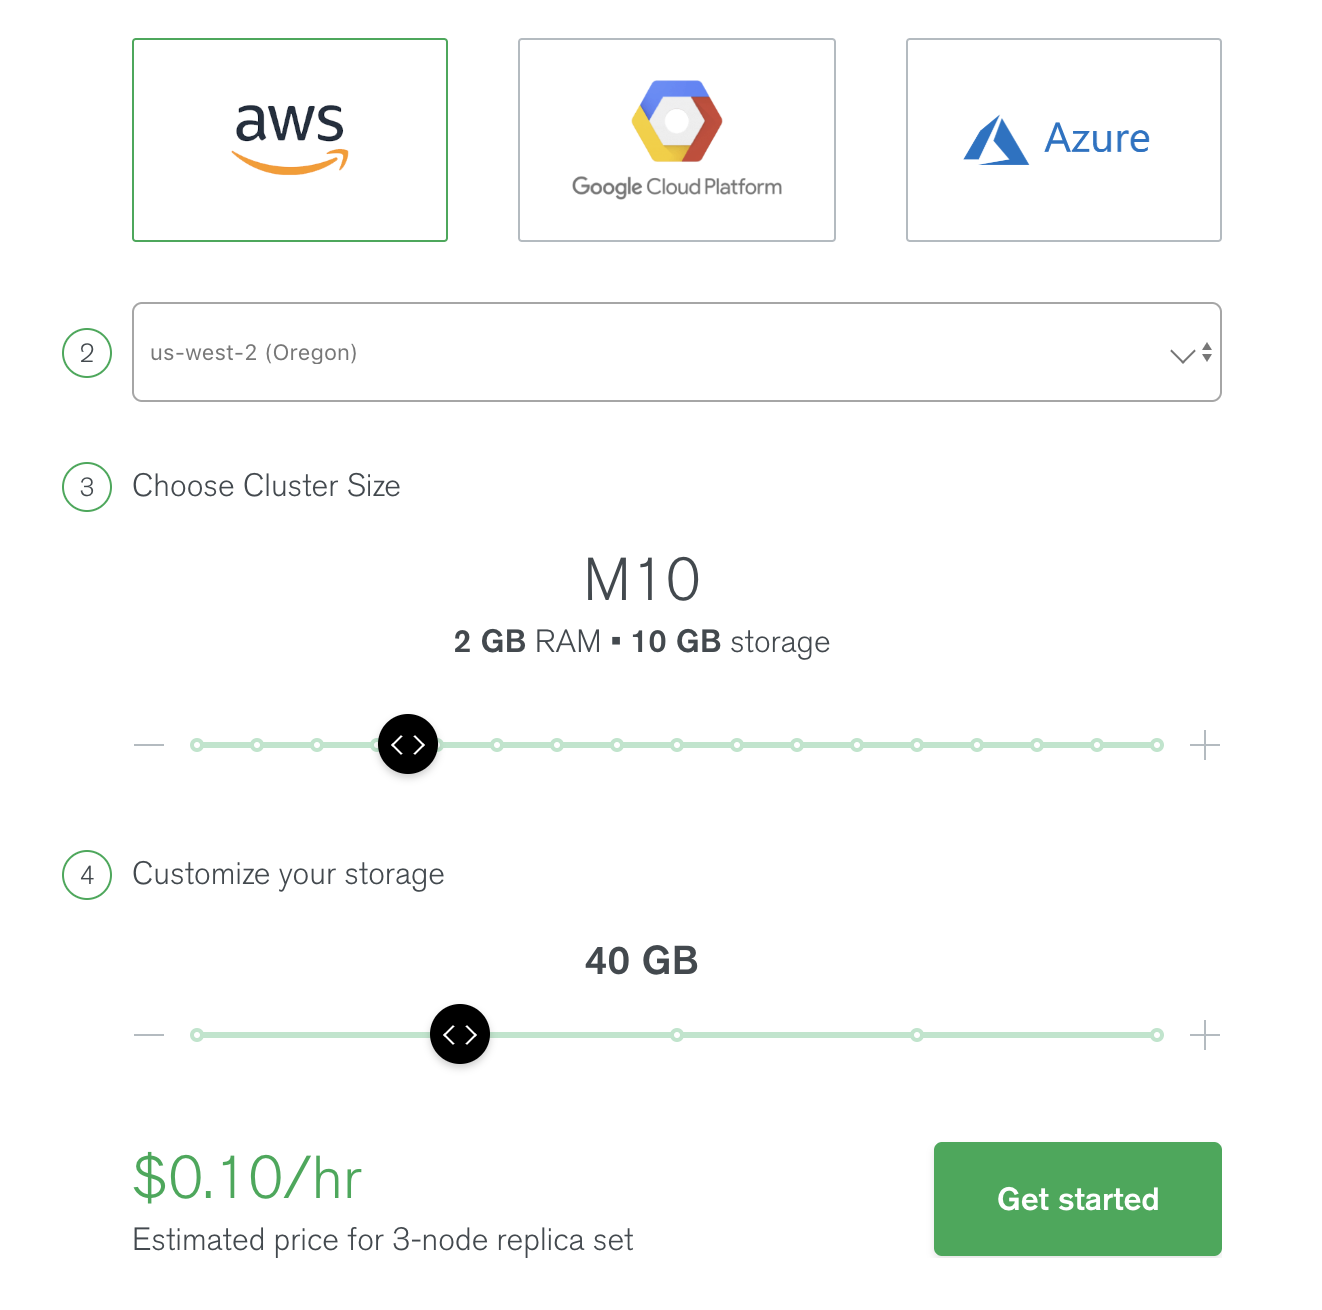 aws
Google Cloud Platform
Azure
2
us-west-2 (Oregon)
3
Choose Cluster Size
M10
2 GB RAM ▪ 10 GB storage
4
Customize your storage
40 GB
$0.10/hr
Estimated price for 3-node replica set
Get started